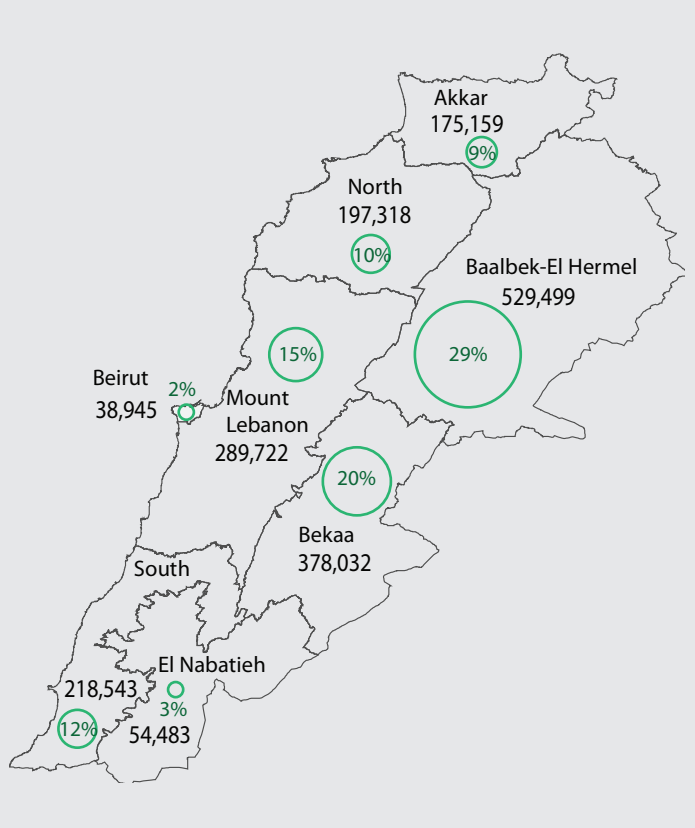 Akkar
175,159
9%
North
197,318
10%
Baalbek-El Hermel
529,499
29%
15%
Mount
Lebanon
289,722
Beirut
2%
38,945
20%
Bekaa
378,032
South
218,543
12%
El Nabatieh
3%
54,483